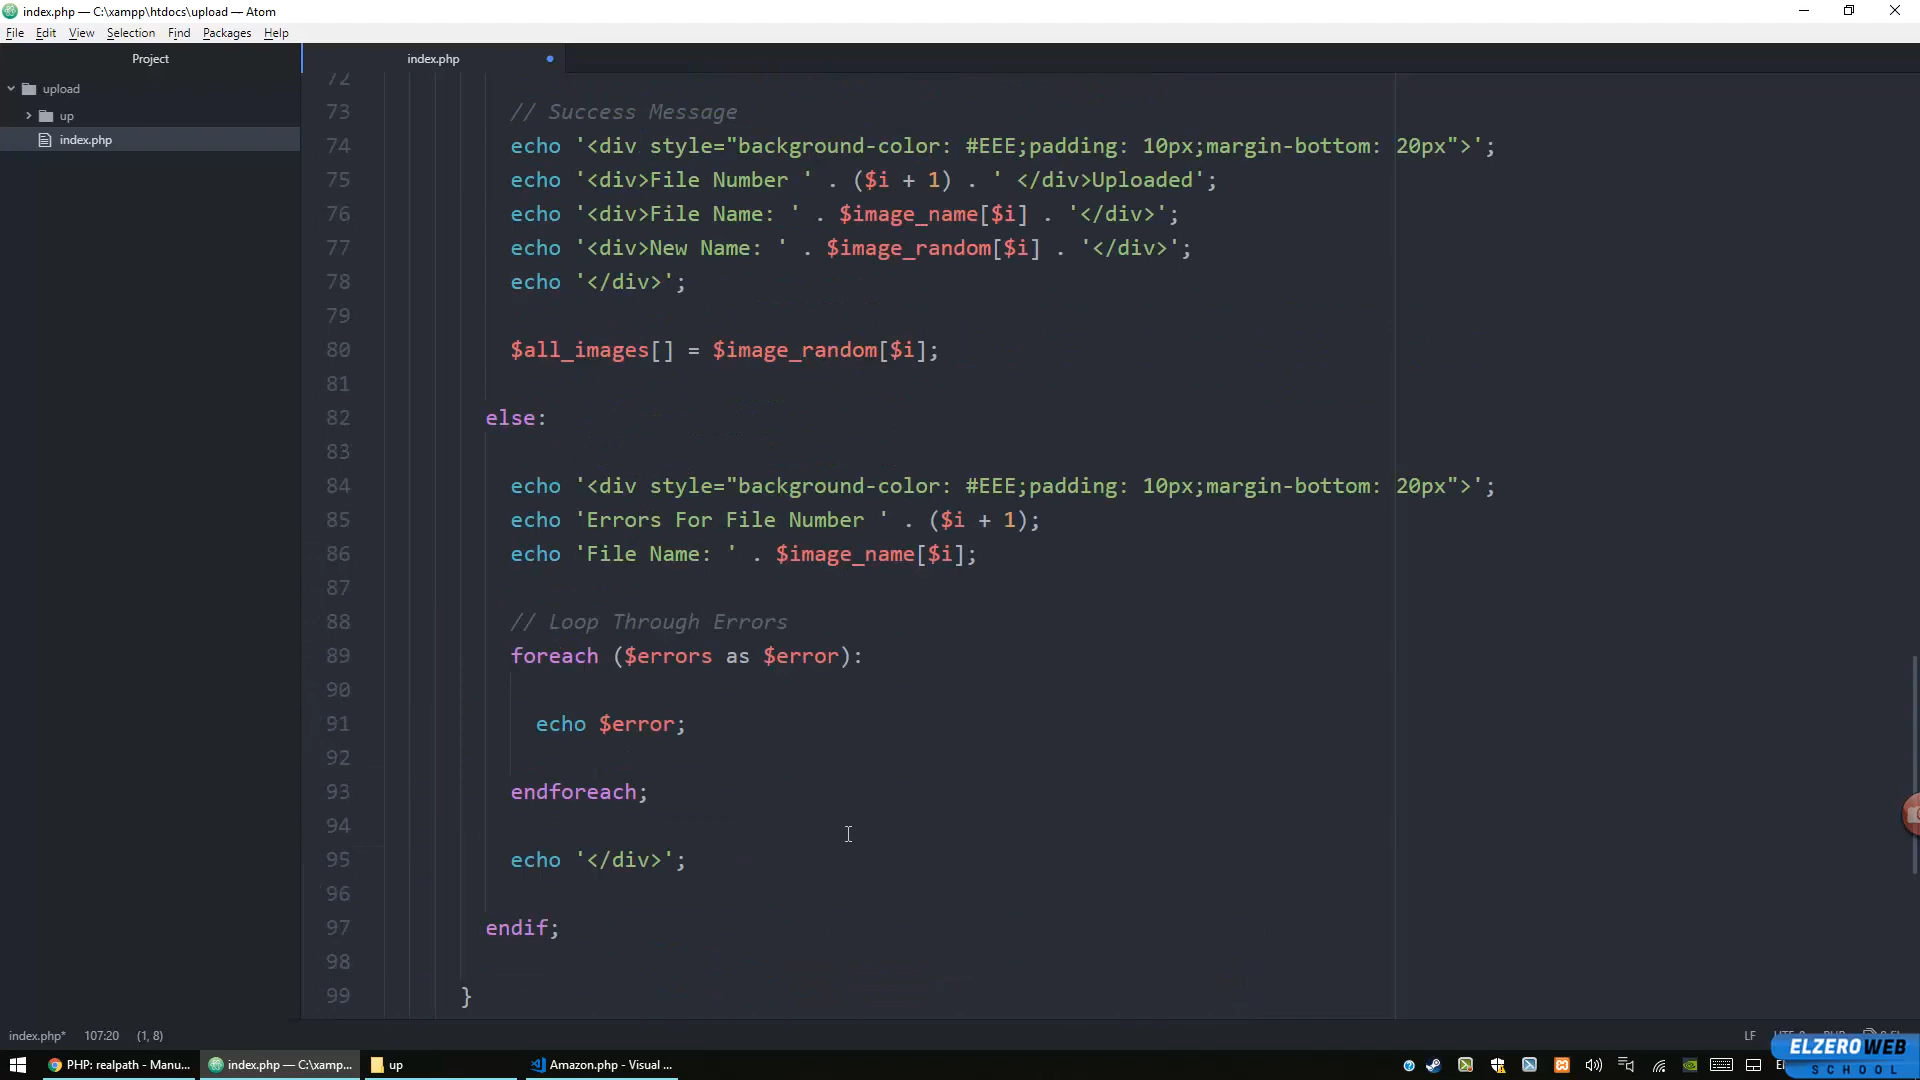 index.php — C:\xampp\htdocs\upload — Atom
File Edit View Selection Find Packages Help
Project
index.php
upload
up
index.php
72
73 // Success Message
74 echo '<div style="background-color: #EEE;padding: 10px;margin-bottom: 20px">';
75 echo '<div>File Number ' . ($i + 1) . ' </div>Uploaded';
76 echo '<div>File Name: ' . $image_name[$i] . '</div>';
77 echo '<div>New Name: ' . $image_random[$i] . '</div>';
78 echo '</div>';
79
80 $all_images[] = $image_random[$i];
81
82 else:
83
84 echo '<div style="background-color: #EEE;padding: 10px;margin-bottom: 20px">';
85 echo 'Errors For File Number ' . ($i + 1);
86 echo 'File Name: ' . $image_name[$i];
87
88 // Loop Through Errors
89 foreach ($errors as $error):
90
91 echo $error;
92
93 endforeach;
94
95 echo '</div>';
96
97 endif;
98
99 }
index.php* 107:20 (1, 8)
LF
PHP: realpath - Manu... index.php — C:\xamp... up Amazon.php - Visual ...
ELZEROWEB
SCHOOL